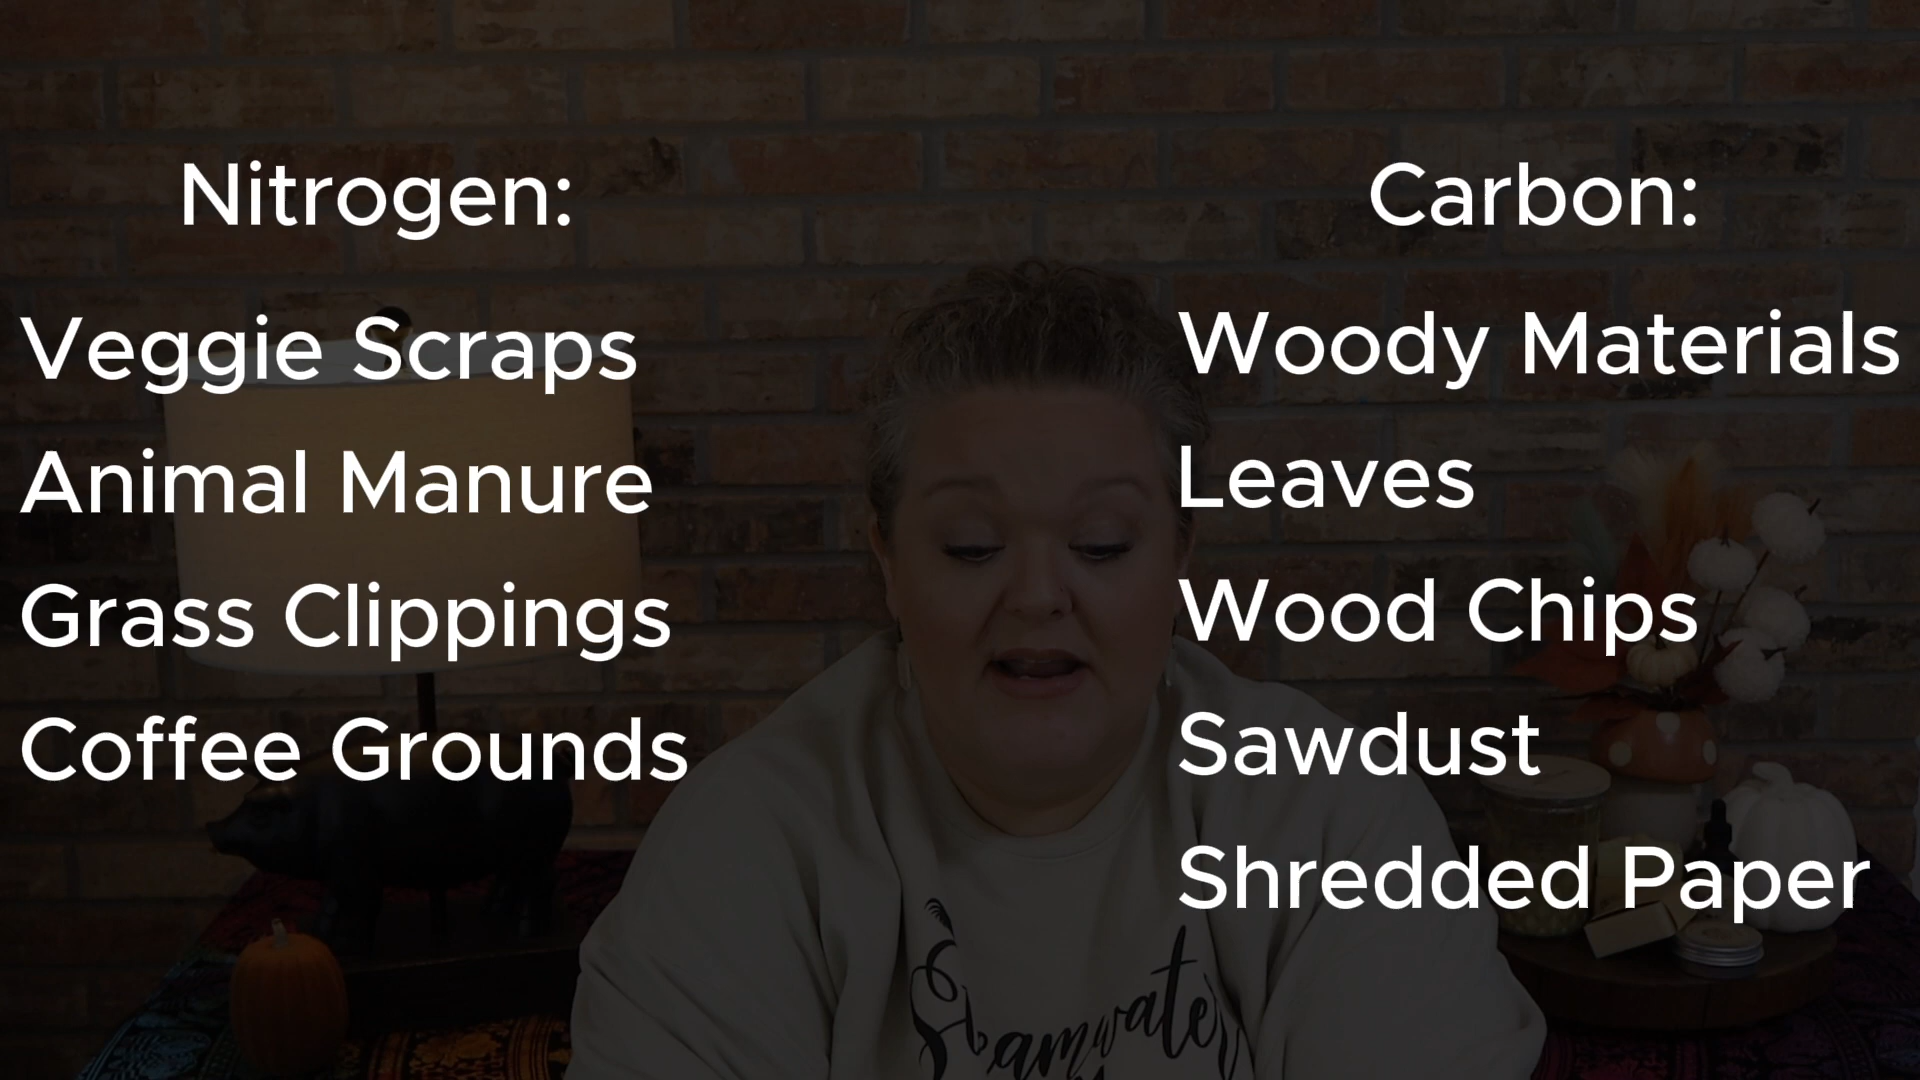 Nitrogen:
Veggie Scraps
Animal Manure
Grass Clippings
Coffee Grounds
Carbon:
Woody Materials
Leaves
Wood Chips
Sawdust
Shredded Paper